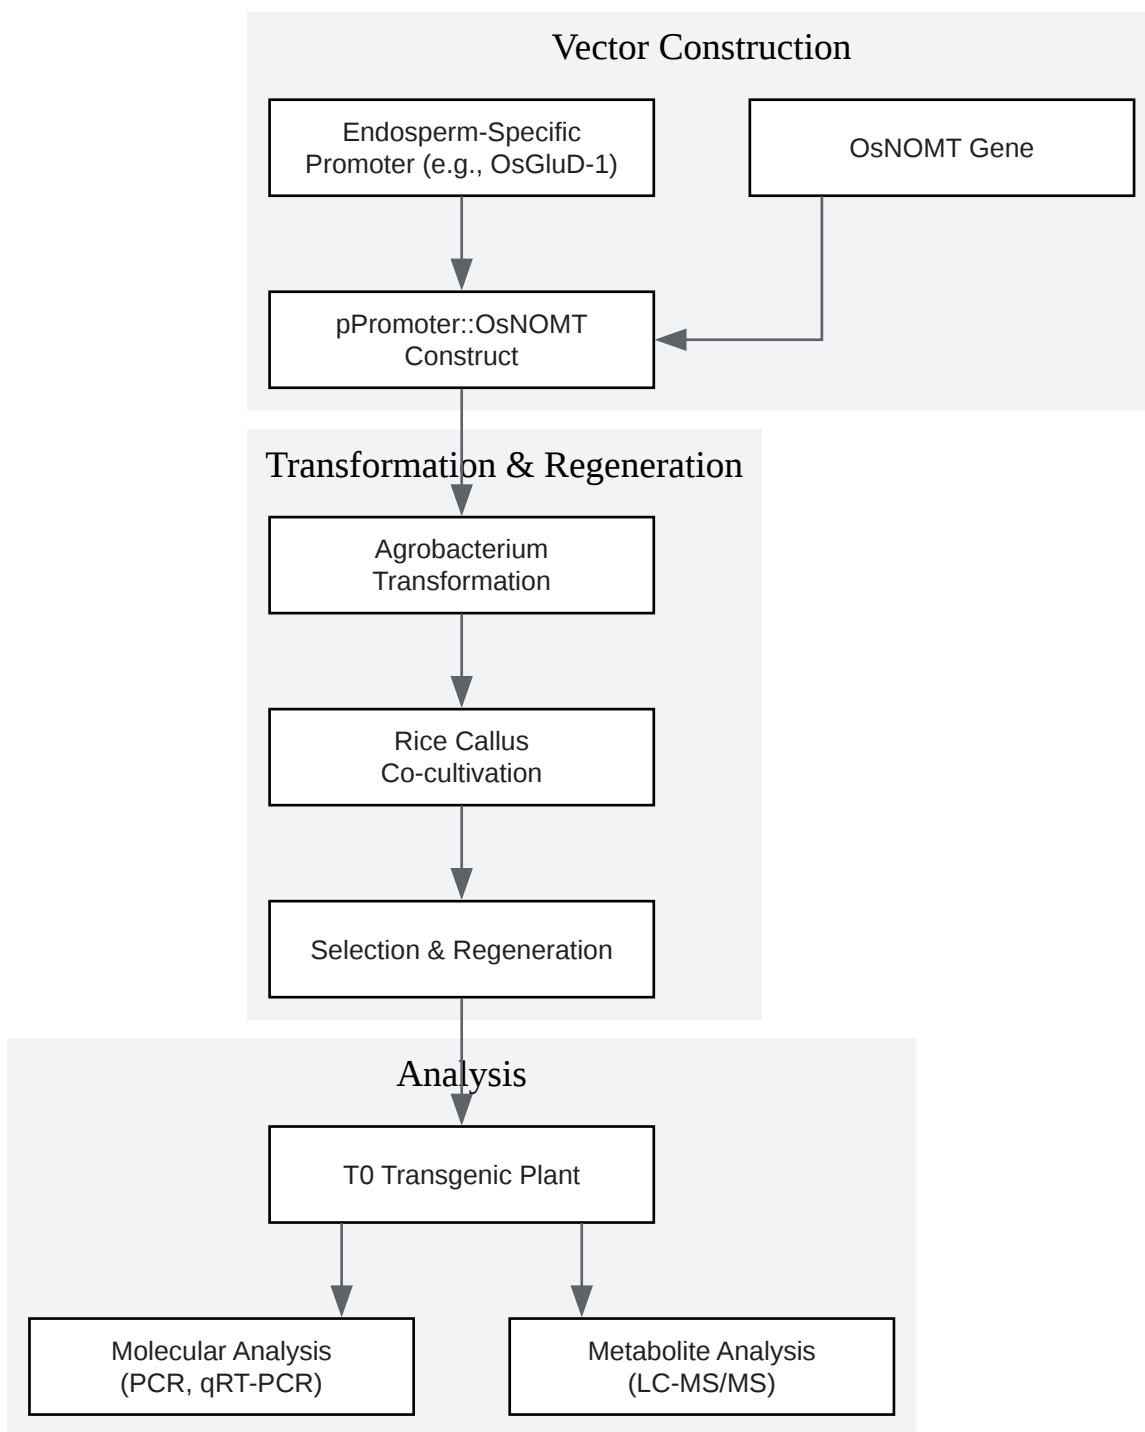 Vector Construction
Endosperm-Specific
Promoter (e.g., OsGluD-1)
OsNOMT Gene
pPromoter::OsNOMT
Construct
Transformation & Regeneration
Agrobacterium
Transformation
Rice Callus
Co-cultivation
Selection & Regeneration
Analysis
T0 Transgenic Plant
Molecular Analysis
(PCR, qRT-PCR)
Metabolite Analysis
(LC-MS/MS)